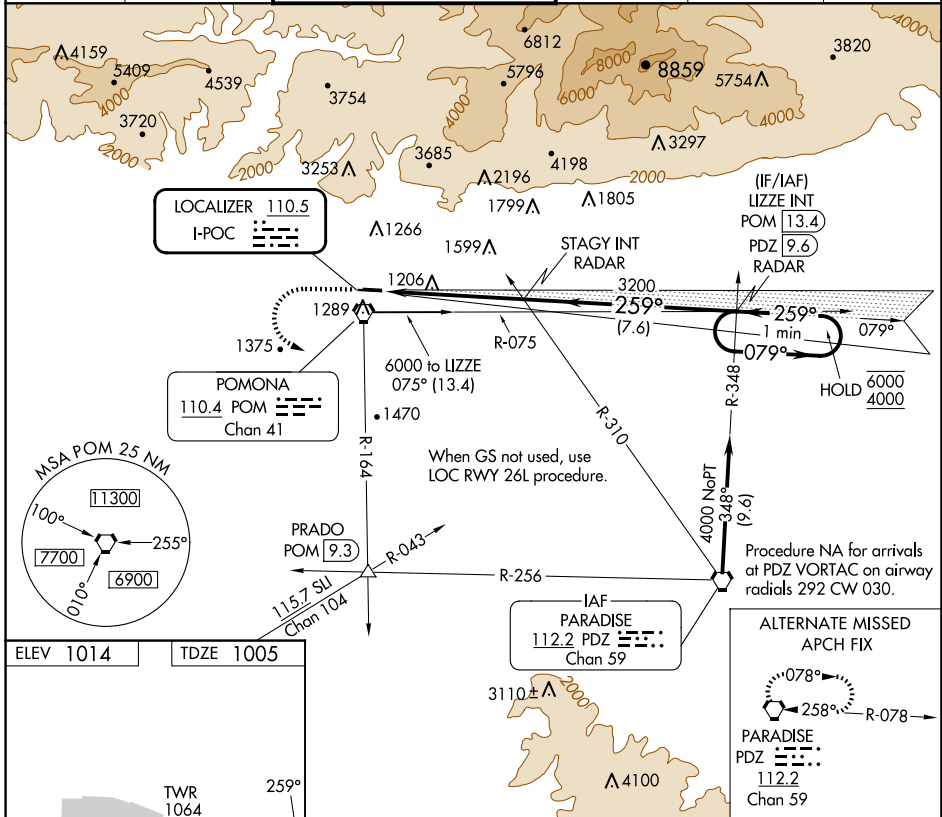 4159
5409
4539
4000
3720
2000
3754
2000
3253
6812
5796
4000
3685
2196
8000
8859
6000
5754
4000
3820
4000
3297
4198
2000
1799
1805
1266
1599
1206
LOCALIZER 110.5
I-POC
STAGY INT
RADAR
(IF/IAF)
LIZZE INT
POM 13.4
PDZ 9.6
RADAR
3200
259°
(7.6)
259°
1 min
079°
079°
HOLD 6000
4000
1289
1375
R-075
6000 to LIZZE
075° (13.4)
POMONA
110.4 POM
Chan 41
1470
R-164
R-310
R-348
When GS not used, use
LOC RWY 26L procedure.
4000 NoPT
348°
(9.6)
MSA POM 25 NM
11300
100°
255°
7700
6900
010°
PRADO
POM 9.3
R-043
R-256
115.7 SLI
Chan 104
Procedure NA for arrivals
at PDZ VORTAC on airway
radials 292 CW 030.
IAF
PARADISE
112.2 PDZ
Chan 59
ALTERNATE MISSED
APCH FIX
078°
258°
R-078
PARADISE
PDZ
112.2
Chan 59
3110±
2000
4100
ELEV 1014
TDZE 1005
TWR
1064
259°